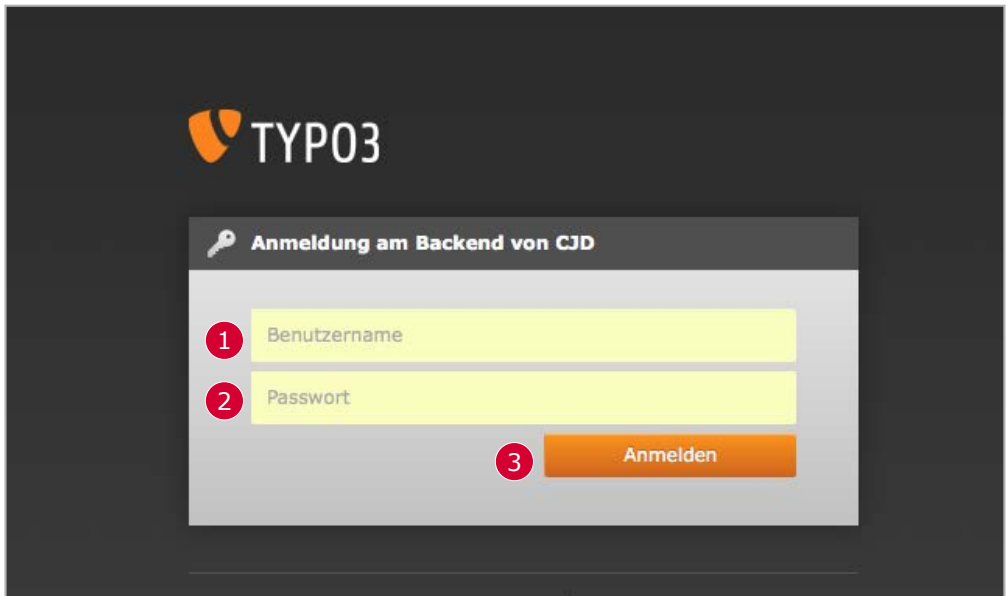 TYPO3
Anmeldung am Backend von CJD
1 Benutzername
2 Passwort
3 Anmelden